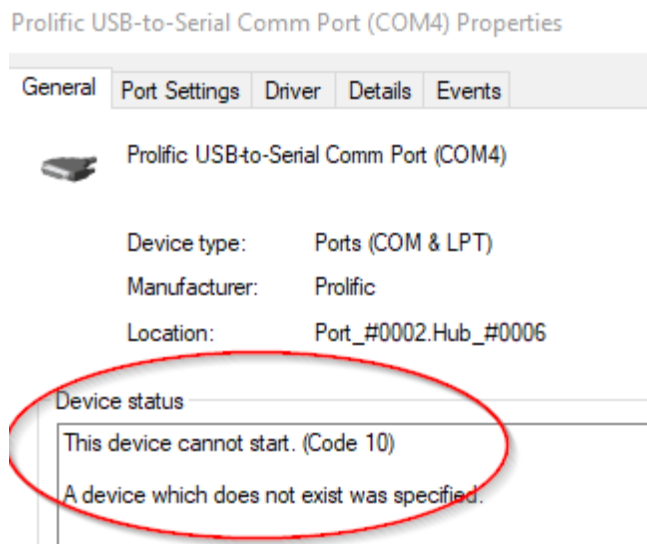 Prolific USB-to-Serial Comm Port (COM4) Properties
General Port Settings Driver Details Events
Prolific USB-to-Serial Comm Port (COM4)
Device type: Ports (COM & LPT)
Manufacturer: Prolific
Location: Port_#0002.Hub_#0006
Device status
This device cannot start. (Code 10)
A device which does not exist was specified.